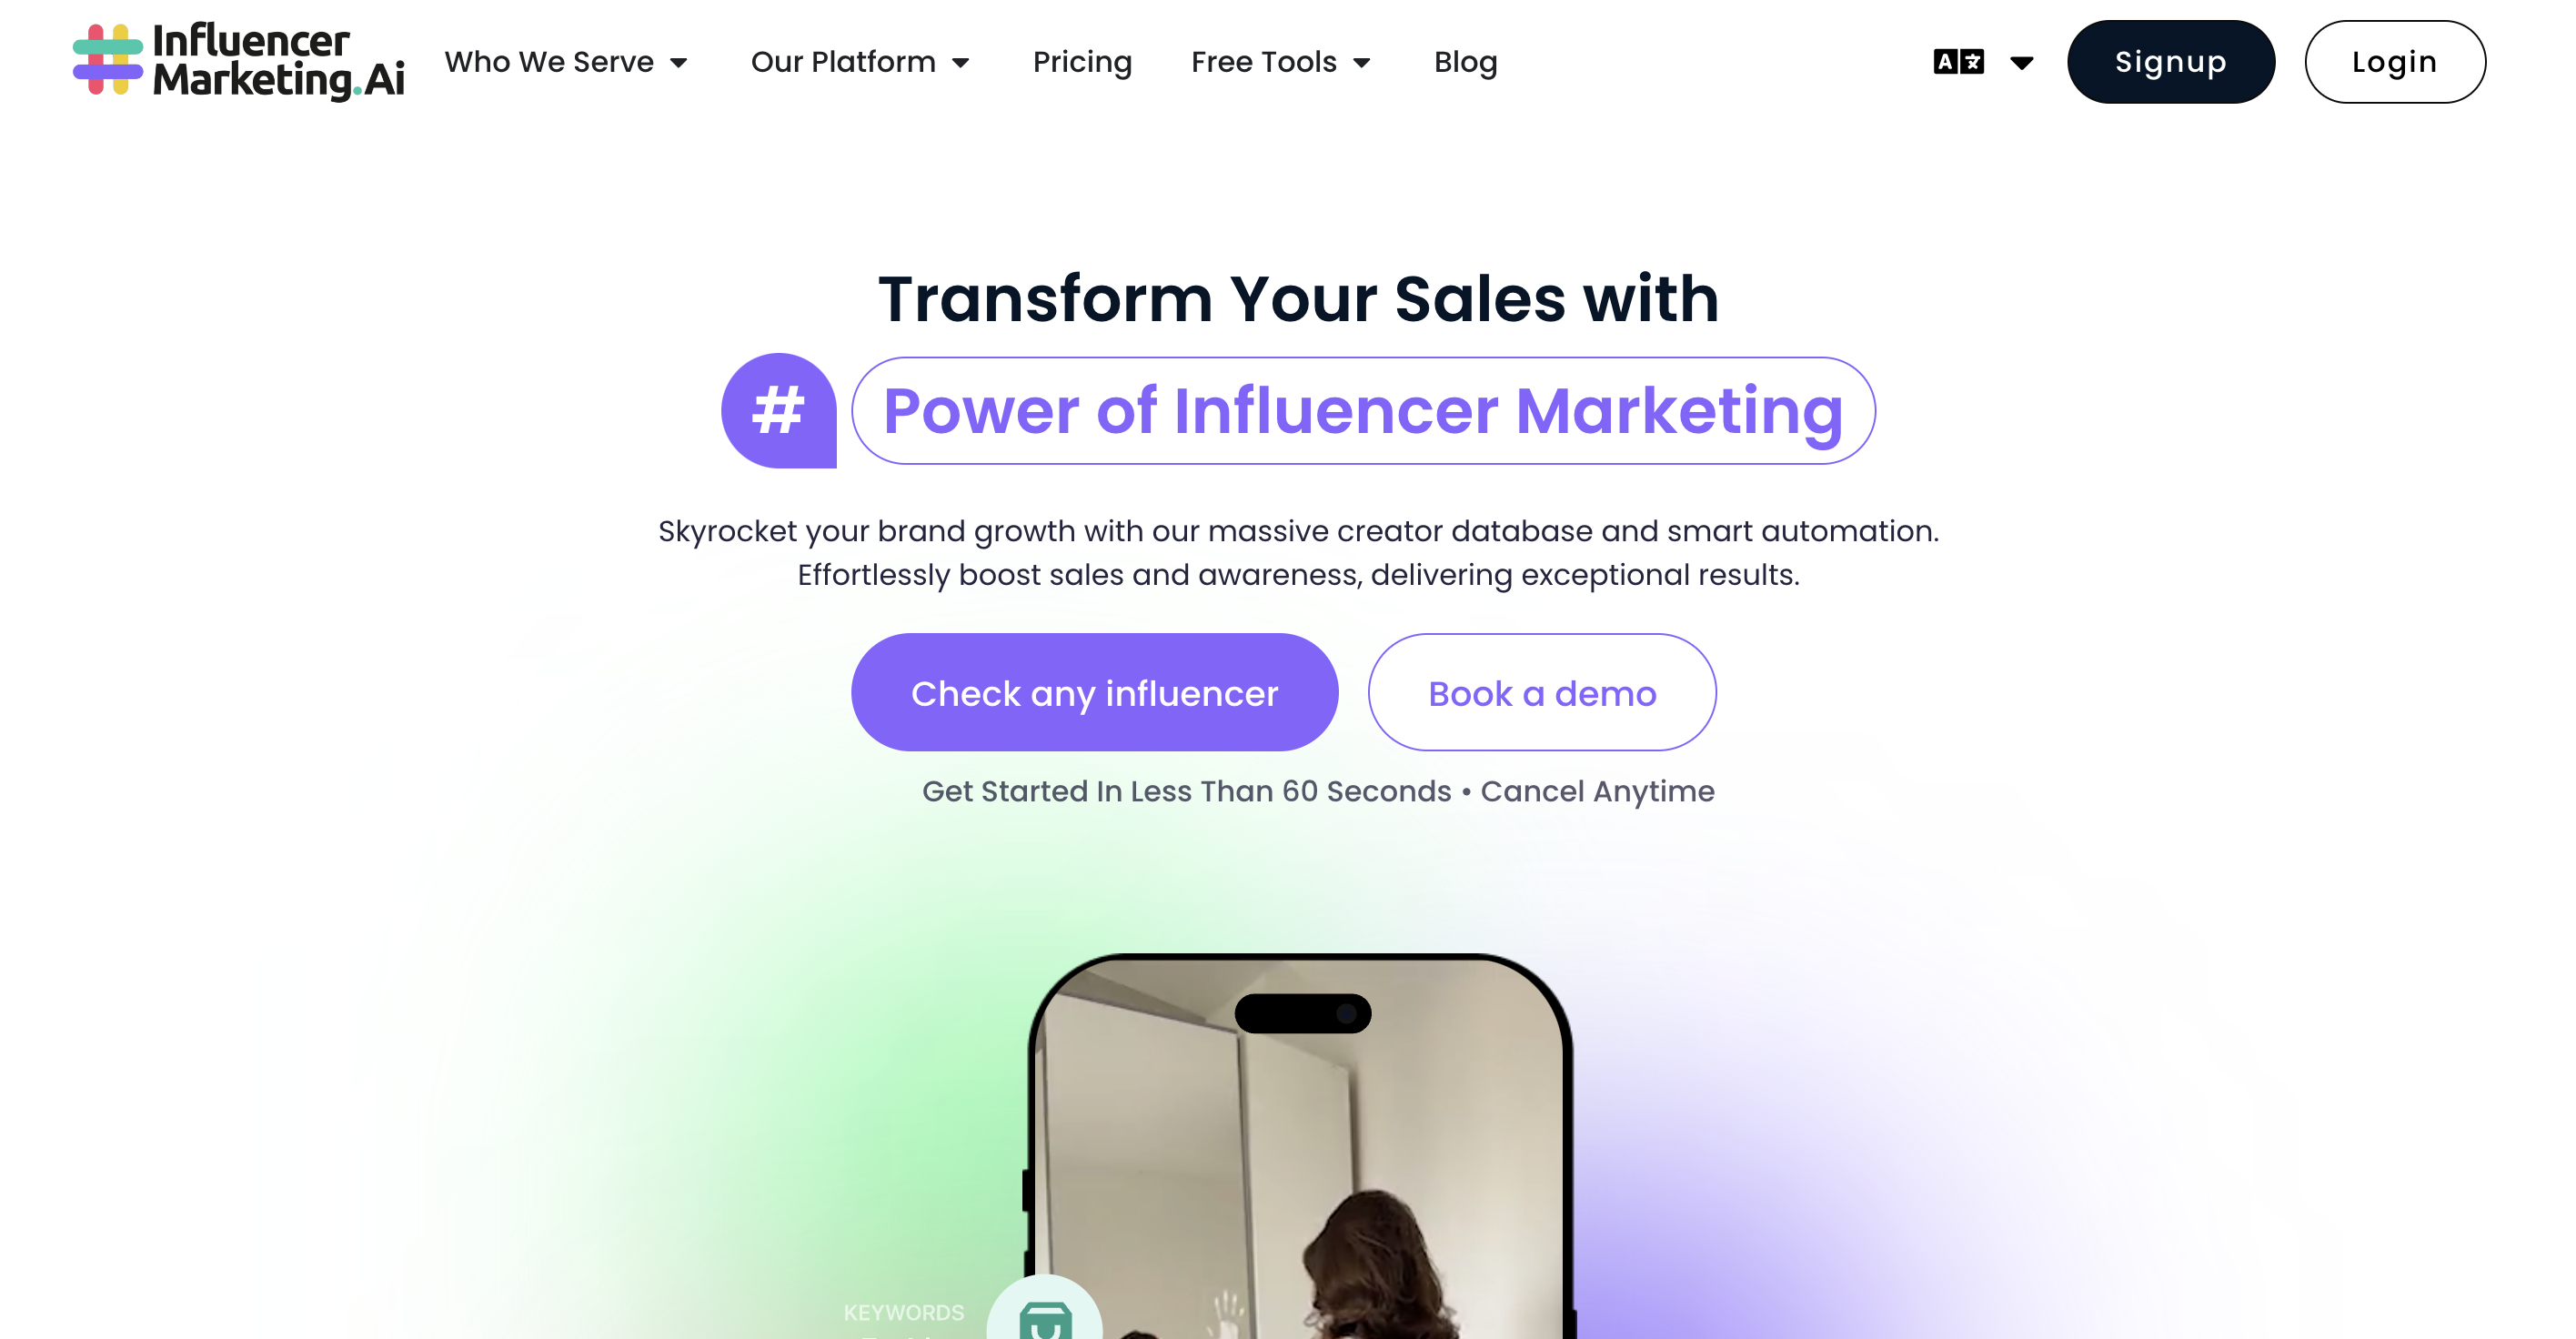 Influencer
Marketing.Ai
Who We Serve
Our Platform
Pricing
Free Tools
Blog
A
Signup
Login
Transform Your Sales with
#
Power of Influencer Marketing
Skyrocket your brand growth with our massive creator database and smart automation.
Effortlessly boost sales and awareness, delivering exceptional results.
Check any influencer
Book a demo
Get Started In Less Than 60 Seconds • Cancel Anytime
KEYWORDS